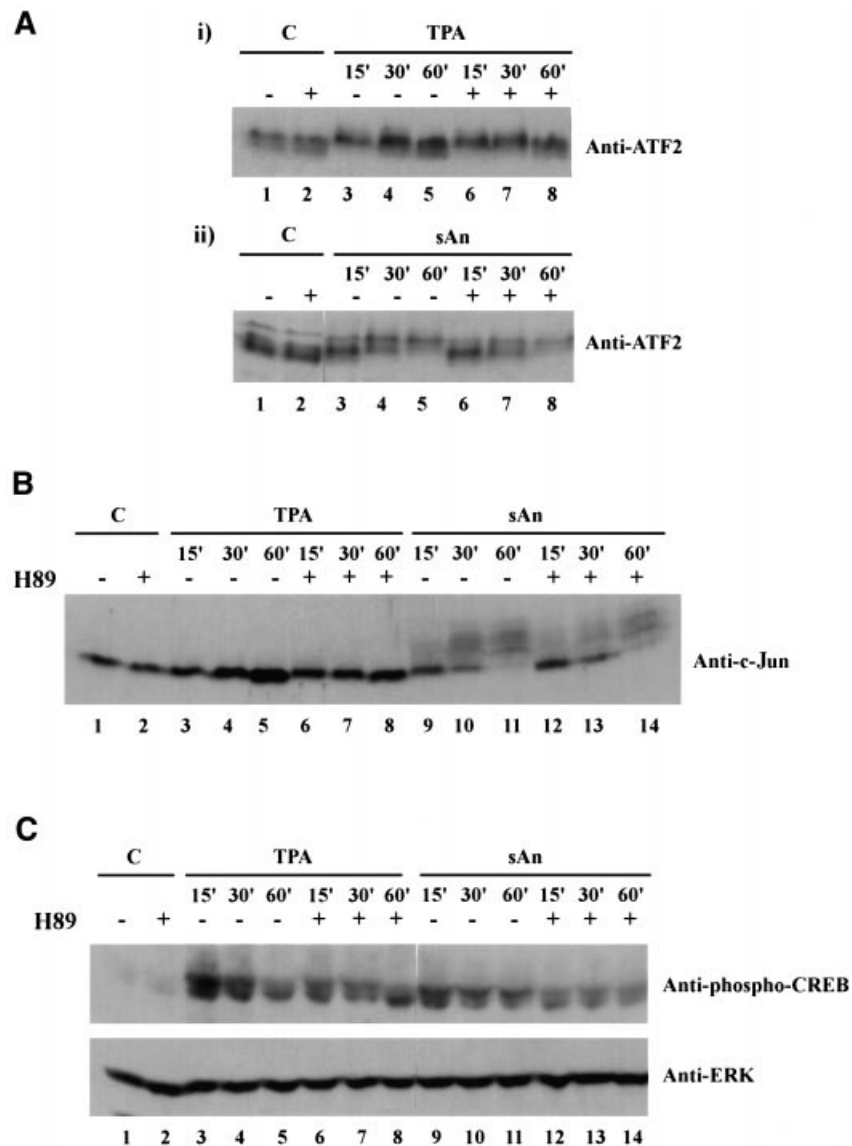 A
i)
C TPA
15' 30' 60' 15' 30' 60'
- + - - - + + +
Anti-ATF2
1 2 3 4 5 6 7 8
ii)
C sAn
15' 30' 60' 15' 30' 60'
- + - - - + + +
Anti-ATF2
1 2 3 4 5 6 7 8
B
C TPA sAn
15' 30' 60' 15' 30' 60' 15' 30' 60' 15' 30' 60'
H89 - + - - - + + + - - - + + +
Anti-c-Jun
1 2 3 4 5 6 7 8 9 10 11 12 13 14
C
C TPA sAn
15' 30' 60' 15' 30' 60' 15' 30' 60' 15' 30' 60'
H89 - + - - - + + + - - - + + +
Anti-phospho-CREB
Anti-ERK
1 2 3 4 5 6 7 8 9 10 11 12 13 14